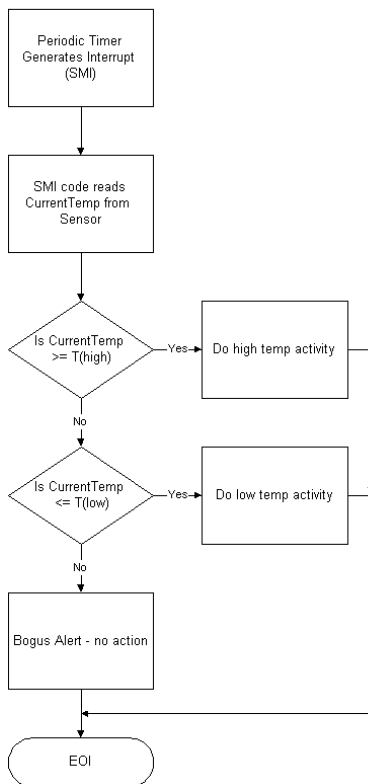 Periodic Timer
Generates Interrupt
(SMI)
SMI code reads
CurrentTemp from
Sensor
Is CurrentTemp
>= T(high)
Yes
Do high temp activity
No
Is CurrentTemp
<= T(low)
Yes
Do low temp activity
No
Bogus Alert - no action
EOI